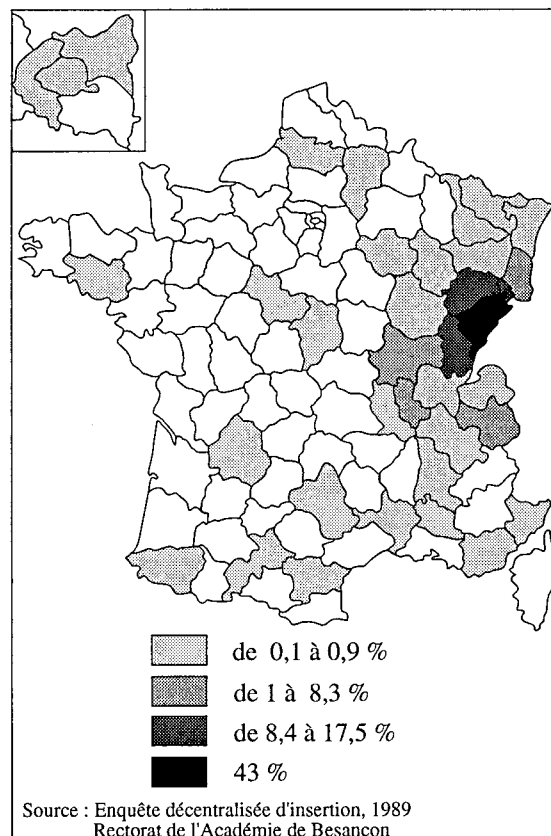 de 0,1 à 0,9 %
de 1 à 8,3 %
de 8,4 à 17,5 %
43 %
Source : Enquête décentralisée d'insertion, 1989
Rectorat de l'Académie de Besançon